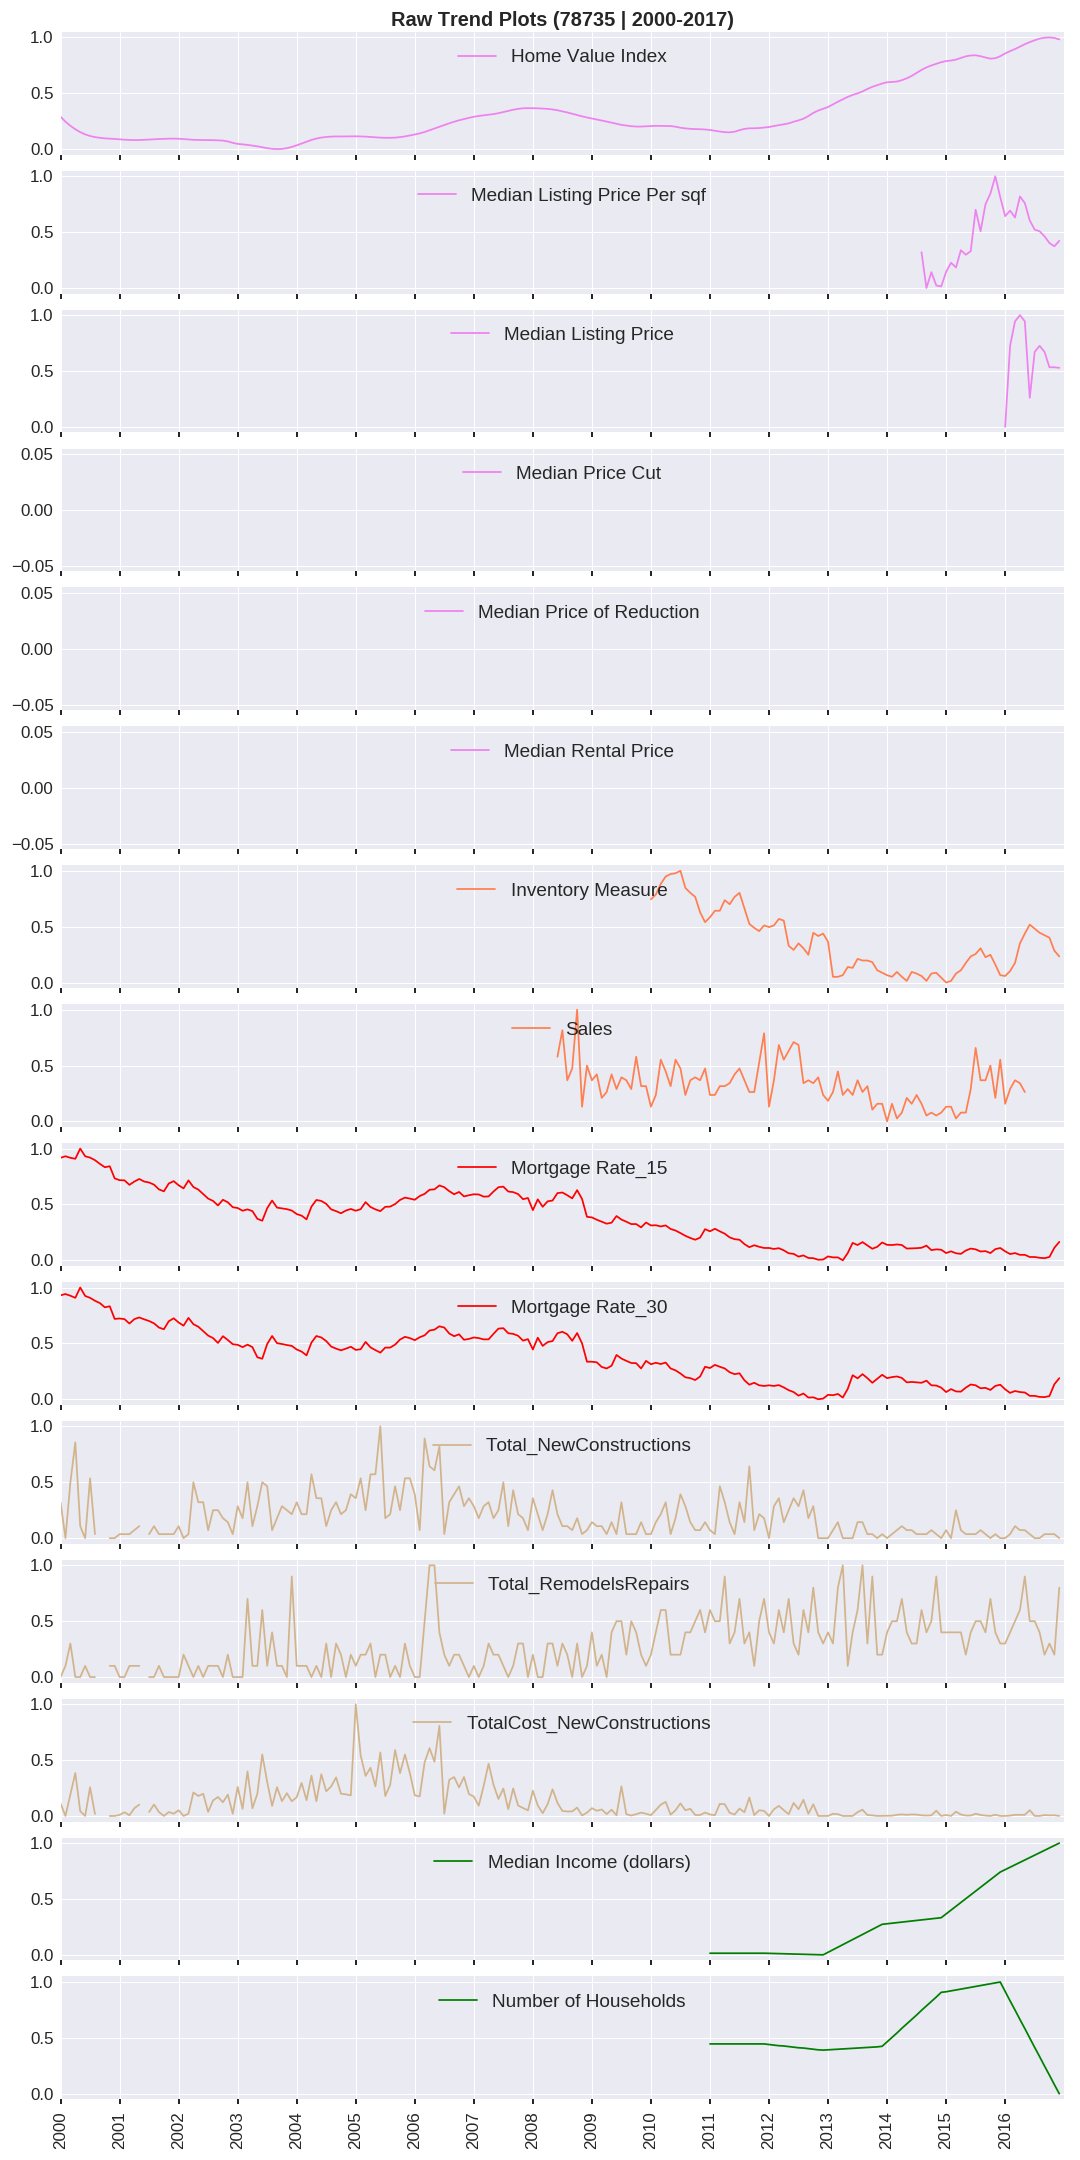 Raw Trend Plots (78735 | 2000-2017)
Home Value Index
1.0
0.5
0.0
Median Listing Price Per sqf
1.0
0.5
0.0
Median Listing Price
1.0
0.5
0.0
Median Price Cut
0.05
0.00
−0.05
Median Price of Reduction
0.05
0.00
−0.05
Median Rental Price
0.05
0.00
−0.05
Inventory Measure
1.0
0.5
0.0
Sales
1.0
0.5
0.0
Mortgage Rate_15
1.0
0.5
0.0
Mortgage Rate_30
1.0
0.5
0.0
Total_NewConstructions
1.0
0.5
0.0
Total_RemodelsRepairs
1.0
0.5
0.0
TotalCost_NewConstructions
1.0
0.5
0.0
Median Income (dollars)
1.0
0.5
0.0
Number of Households
1.0
0.5
0.0
2000 2001 2002 2003 2004 2005 2006 2007 2008 2009 2010 2011 2012 2013 2014 2015 2016